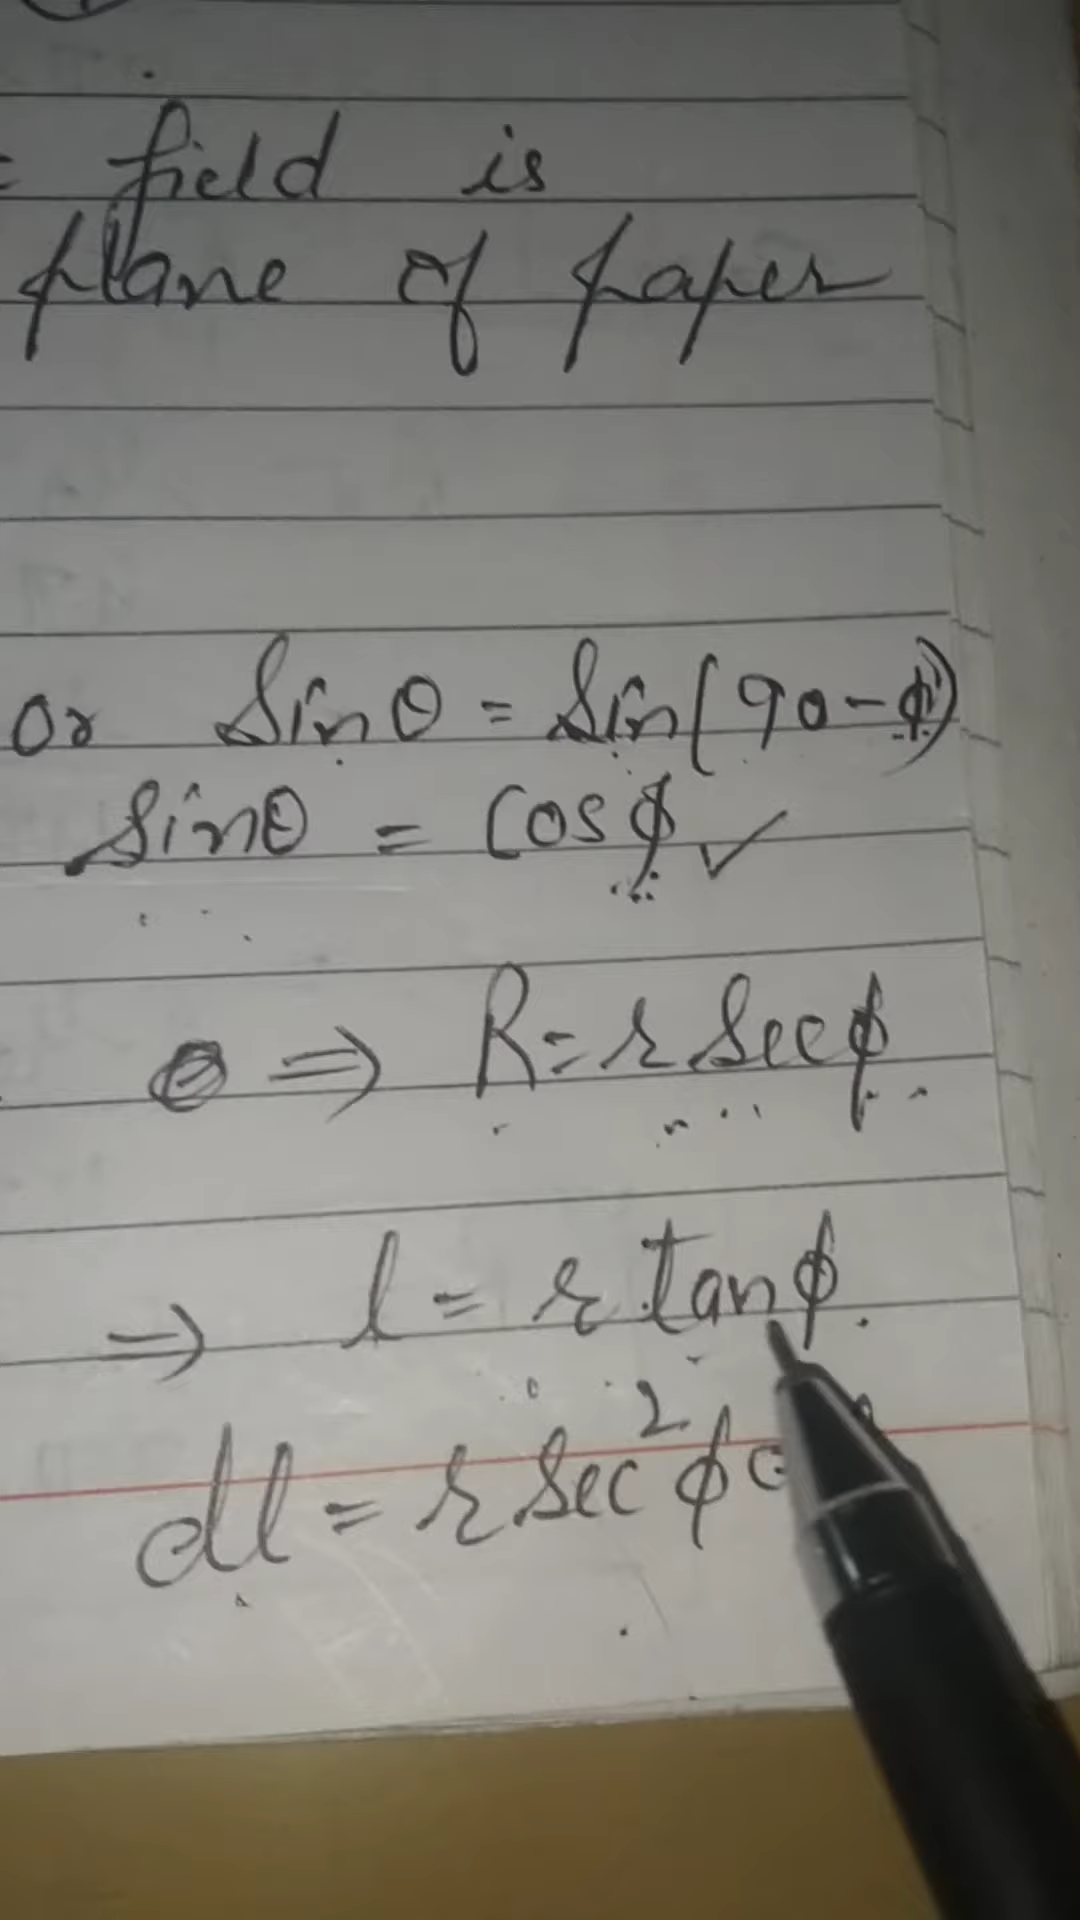 field is
plane of paper
Or Sinθ = Sin(90-ϕ)
Sinθ = Cosϕ ✓
⇒ R = r Secϕ
⇒ l = r tanϕ.
dl = r Sec²ϕ